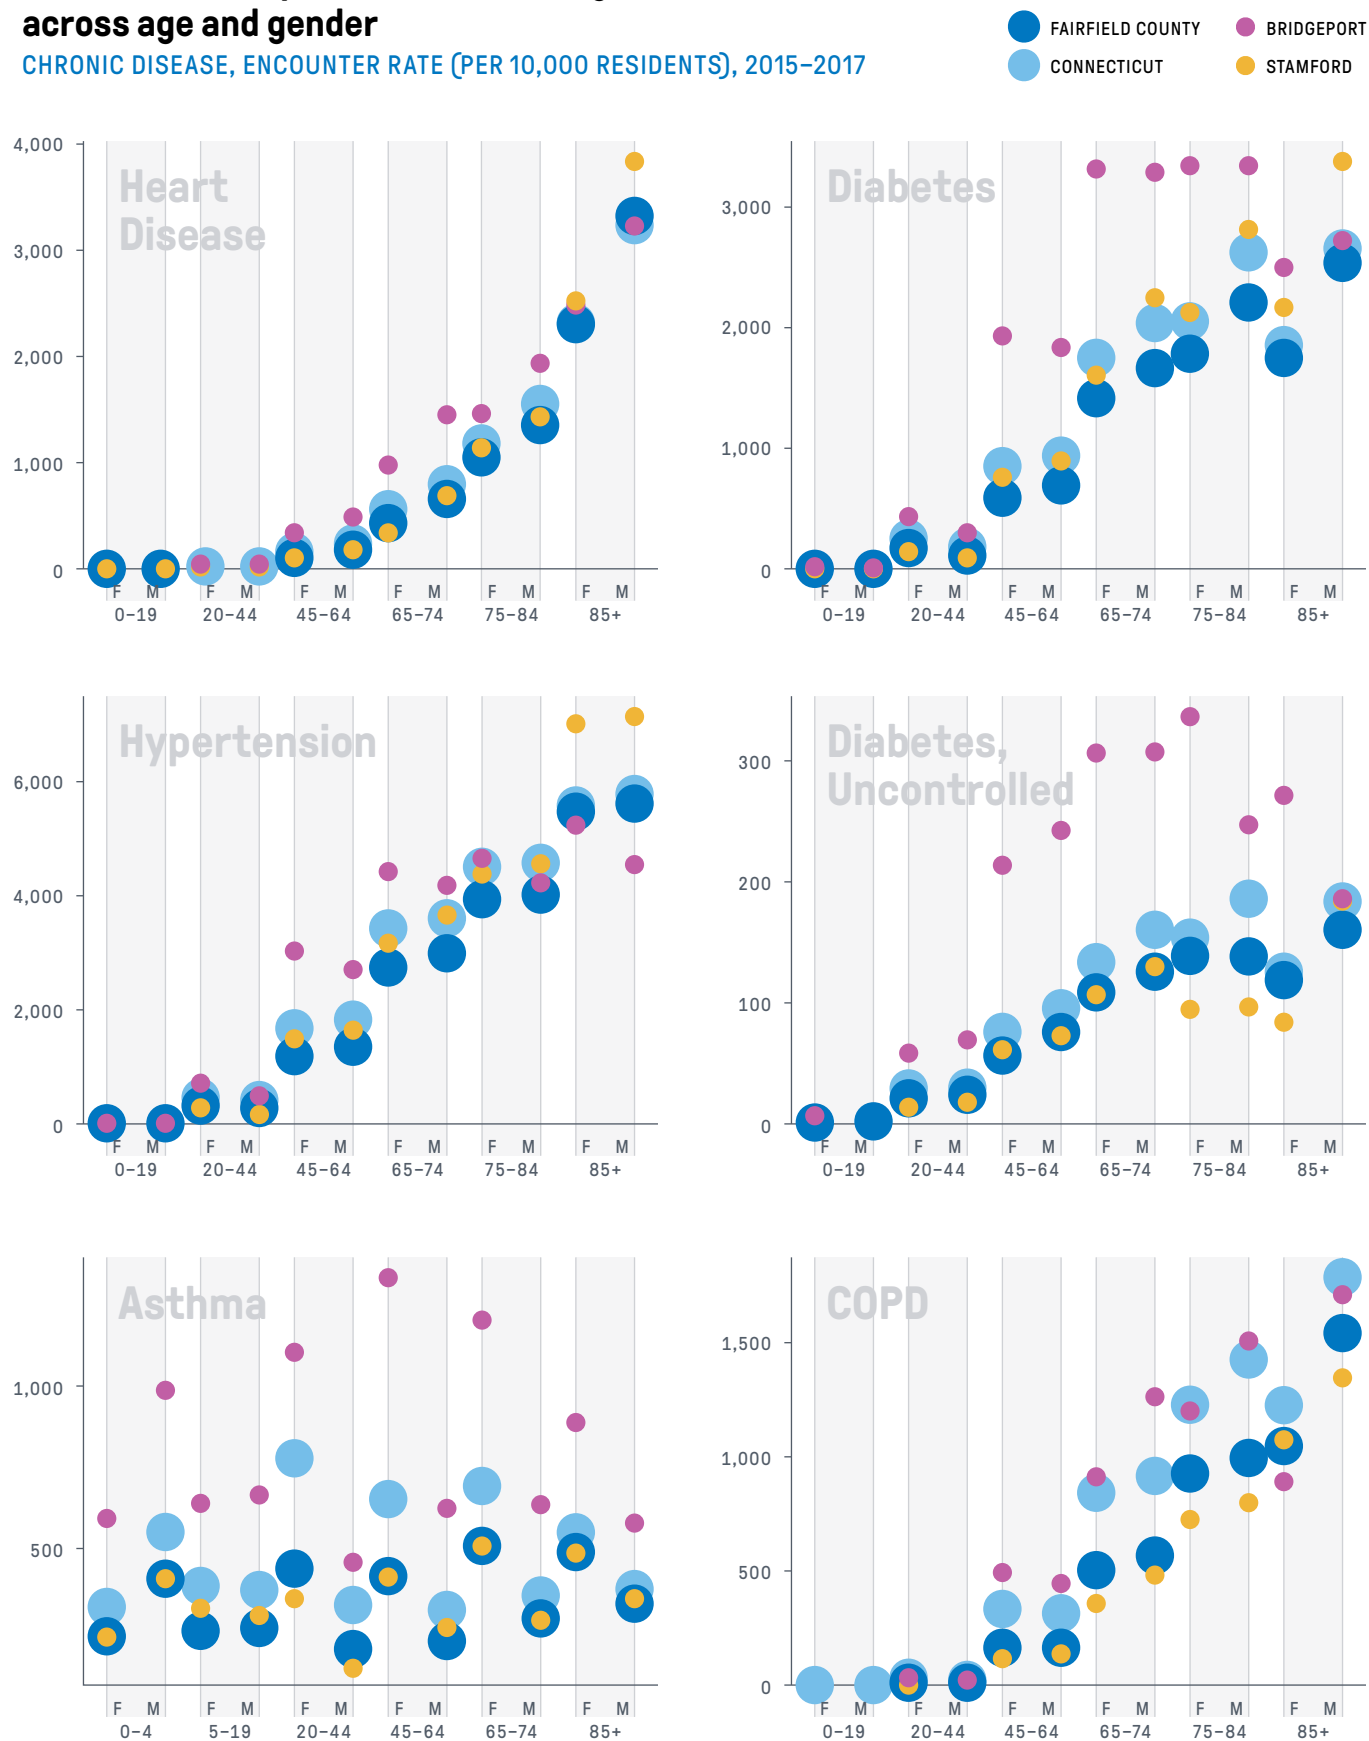 across age and gender
CHRONIC DISEASE, ENCOUNTER RATE (PER 10,000 RESIDENTS), 2015–2017
FAIRFIELD COUNTY
BRIDGEPORT
CONNECTICUT
STAMFORD
Heart
Disease
4,000
3,000
2,000
1,000
0
F M F M F M F M F M F M
0–19 20–44 45–64 65–74 75–84 85+
Diabetes
3,000
2,000
1,000
0
F M F M F M F M F M F M
0–19 20–44 45–64 65–74 75–84 85+
Hypertension
6,000
4,000
2,000
0
F M F M F M F M F M F M
0–19 20–44 45–64 65–74 75–84 85+
Diabetes,
Uncontrolled
300
200
100
0
F M F M F M F M F M F M
0–19 20–44 45–64 65–74 75–84 85+
Asthma
1,000
500
F M F M F M F M F M F M
0–4 5–19 20–44 45–64 65–74 85+
COPD
1,500
1,000
500
0
F M F M F M F M F M F M
0–19 20–44 45–64 65–74 75–84 85+